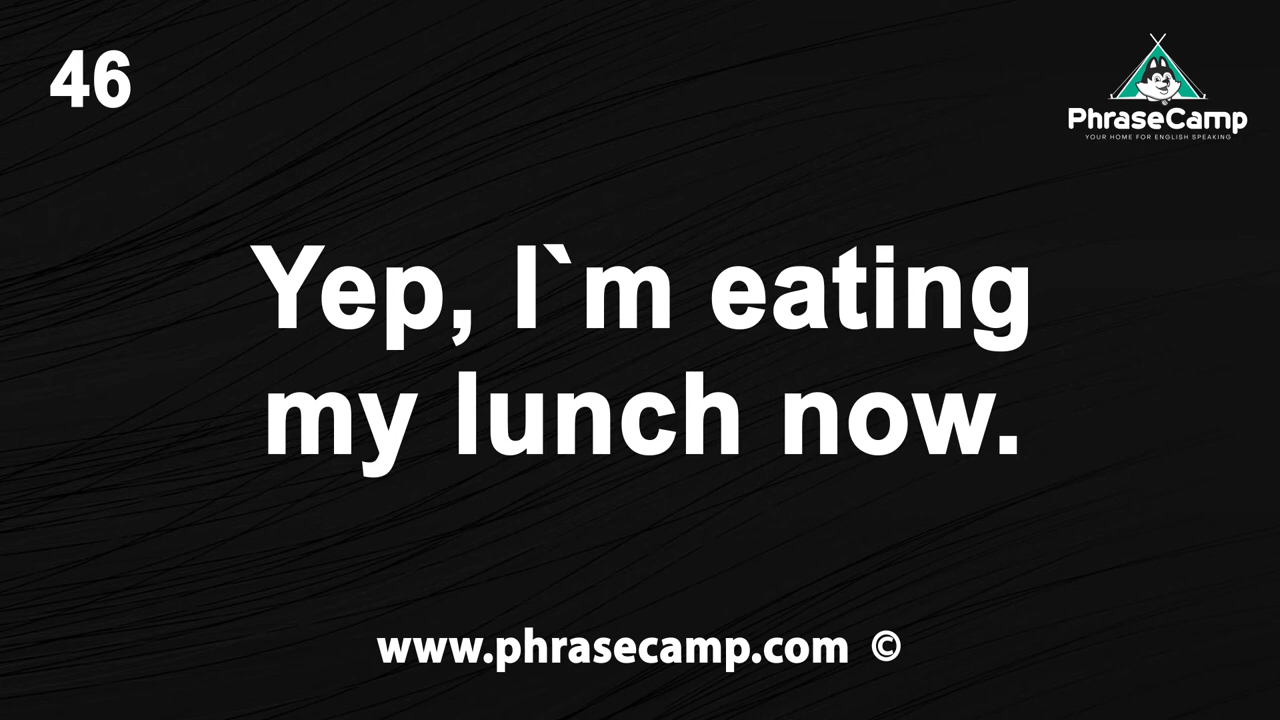 46
PhraseCamp
YOUR HOME FOR ENGLISH SPEAKING
Yep, I`m eating
my lunch now.
www.phrasecamp.com ©